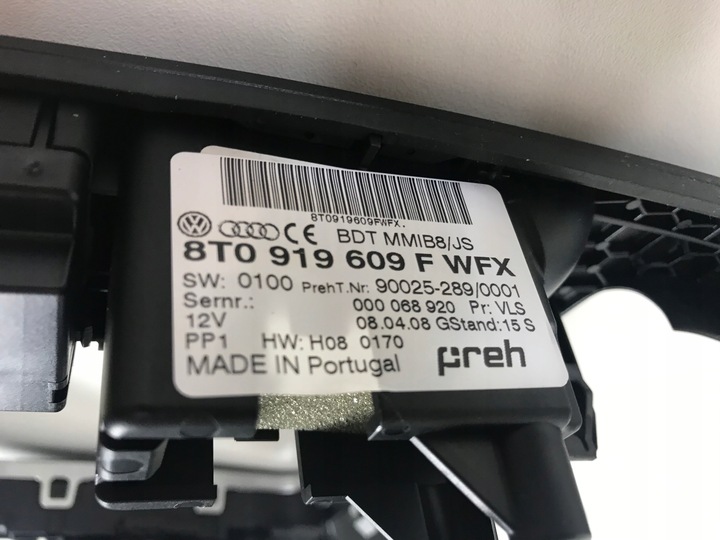 8T0919609FWFX.
CE BDT MMIB8/JS
8T0 919 609 F WFX
SW: 0100 PrehT.Nr: 90025-289/0001
Sernr.: 000 068 920 Pr: VLS
12V 08.04.08 GStand: 15 S
PP1 HW: H08 0170
MADE IN Portugal preh